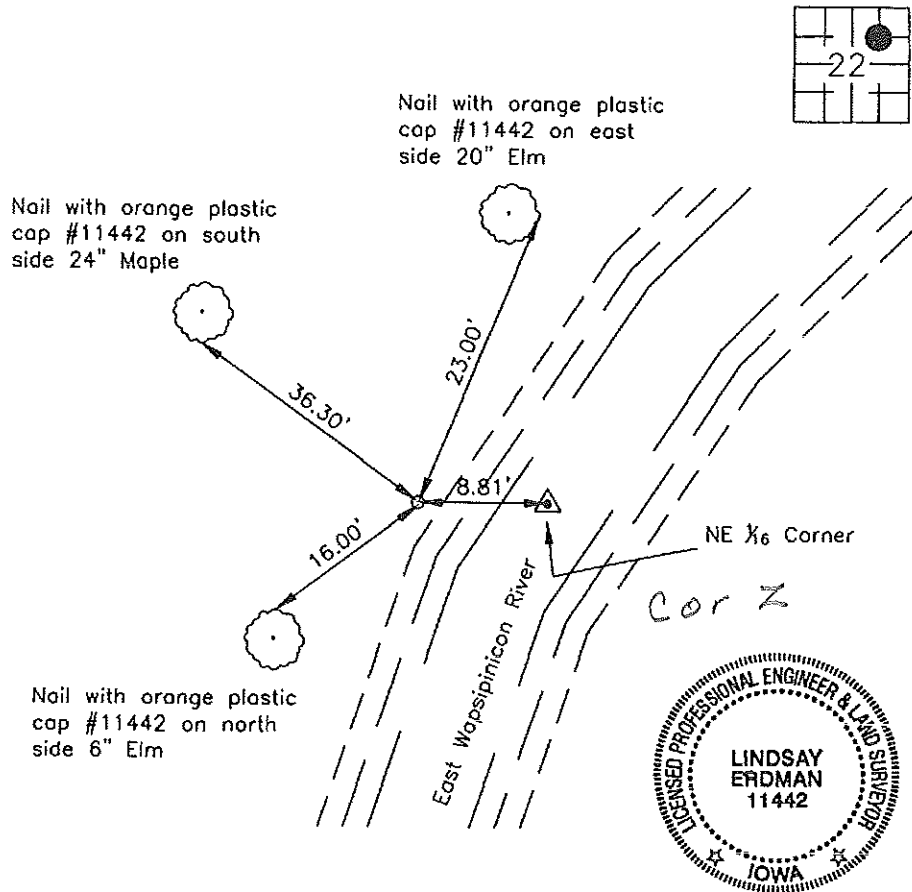 22
Nail with orange plastic
cap #11442 on east
side 20" Elm
Nail with orange plastic
cap #11442 on south
side 24" Maple
23.00'
36.30'
8.81'
16.00'
NE 1/16 Corner
Cor Z
East Wapsipinicon River
Nail with orange plastic
cap #11442 on north
side 6" Elm
LICENSED PROFESSIONAL ENGINEER & LAND SURVEYOR
LINDSAY
ERDMAN
11442
IOWA